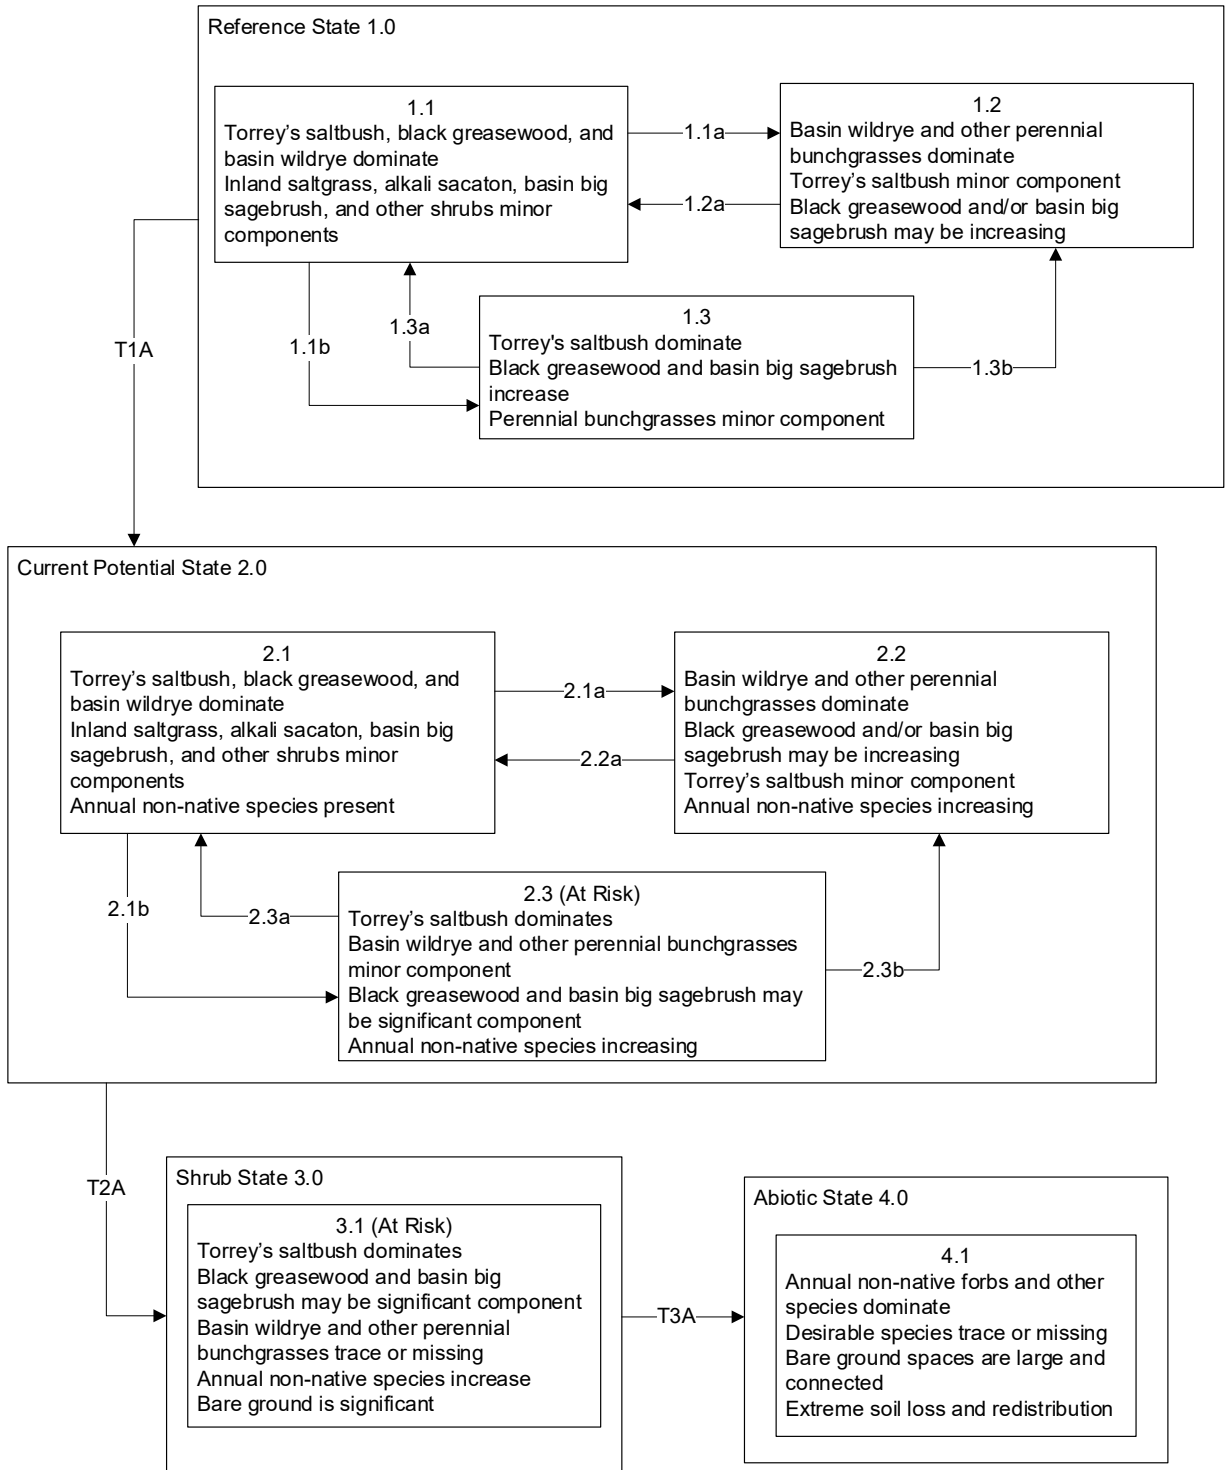 Reference State 1.0
1.1
Torrey’s saltbush, black greasewood, and
basin wildrye dominate
Inland saltgrass, alkali sacaton, basin big
sagebrush, and other shrubs minor
components
1.1a
1.2a
1.2
Basin wildrye and other perennial
bunchgrasses dominate
Torrey’s saltbush minor component
Black greasewood and/or basin big
sagebrush may be increasing
T1A
1.1b
1.3a
1.3
Torrey's saltbush dominate
Black greasewood and basin big sagebrush
increase
Perennial bunchgrasses minor component
1.3b
Current Potential State 2.0
2.1
Torrey’s saltbush, black greasewood, and
basin wildrye dominate
Inland saltgrass, alkali sacaton, basin big
sagebrush, and other shrubs minor
components
Annual non-native species present
2.1a
2.2a
2.2
Basin wildrye and other perennial
bunchgrasses dominate
Black greasewood and/or basin big
sagebrush may be increasing
Torrey’s saltbush minor component
Annual non-native species increasing
2.1b
2.3a
2.3 (At Risk)
Torrey’s saltbush dominates
Basin wildrye and other perennial bunchgrasses
minor component
Black greasewood and basin big sagebrush may
be significant component
Annual non-native species increasing
2.3b
T2A
Shrub State 3.0
3.1 (At Risk)
Torrey’s saltbush dominates
Black greasewood and basin big
sagebrush may be significant component
Basin wildrye and other perennial
bunchgrasses trace or missing
Annual non-native species increase
Bare ground is significant
T3A
Abiotic State 4.0
4.1
Annual non-native forbs and other
species dominate
Desirable species trace or missing
Bare ground spaces are large and
connected
Extreme soil loss and redistribution